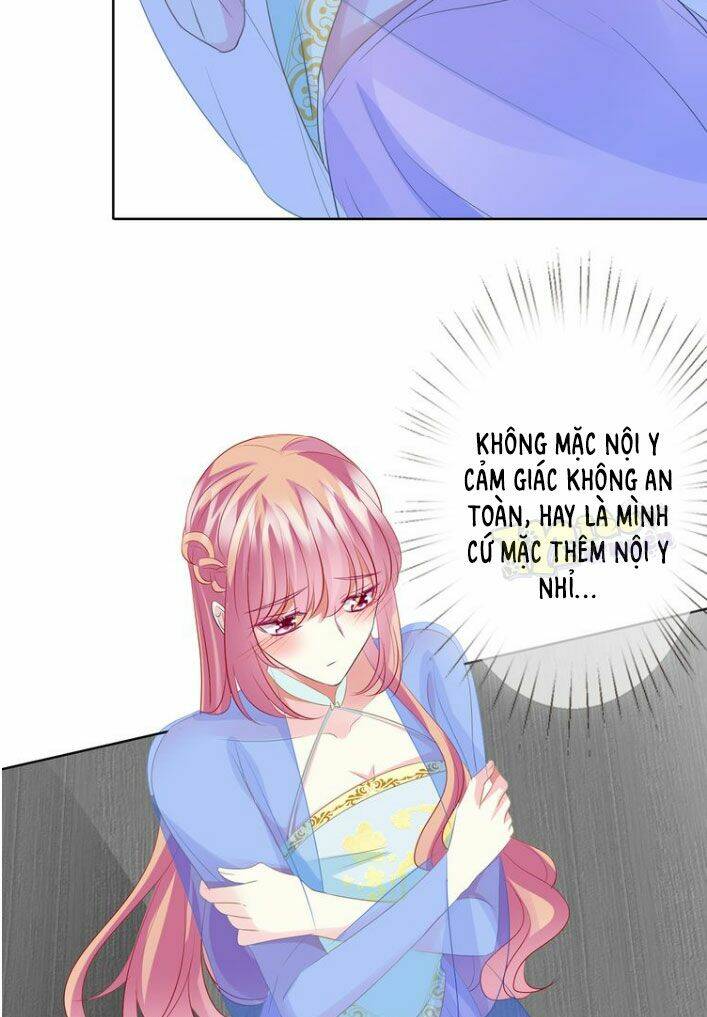 KHÔNG MẶC NỘI Y
CẢM GIÁC KHÔNG AN
TOÀN, HAY LÀ MÌNH
CỨ MẶC THÊM NỘI Y
NHỈ...